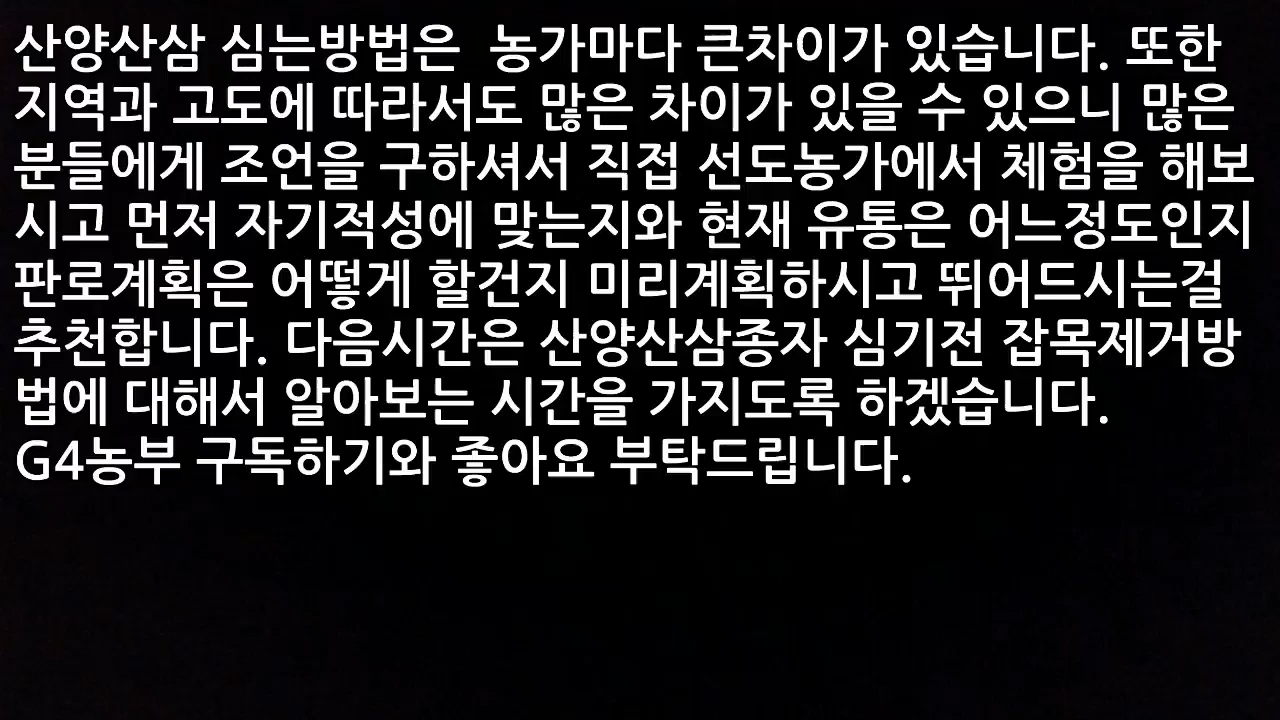 산양산삼 심는방법은  농가마다 큰차이가 있습니다. 또한
지역과 고도에 따라서도 많은 차이가 있을 수 있으니 많은
분들에게 조언을 구하셔서 직접 선도농가에서 체험을 해보
시고 먼저 자기적성에 맞는지와 현재 유통은 어느정도인지
판로계획은 어떻게 할건지 미리계획하시고 뛰어드시는걸
추천합니다. 다음시간은 산양산삼종자 심기전 잡목제거방
법에 대해서 알아보는 시간을 가지도록 하겠습니다.
G4농부 구독하기와 좋아요 부탁드립니다.